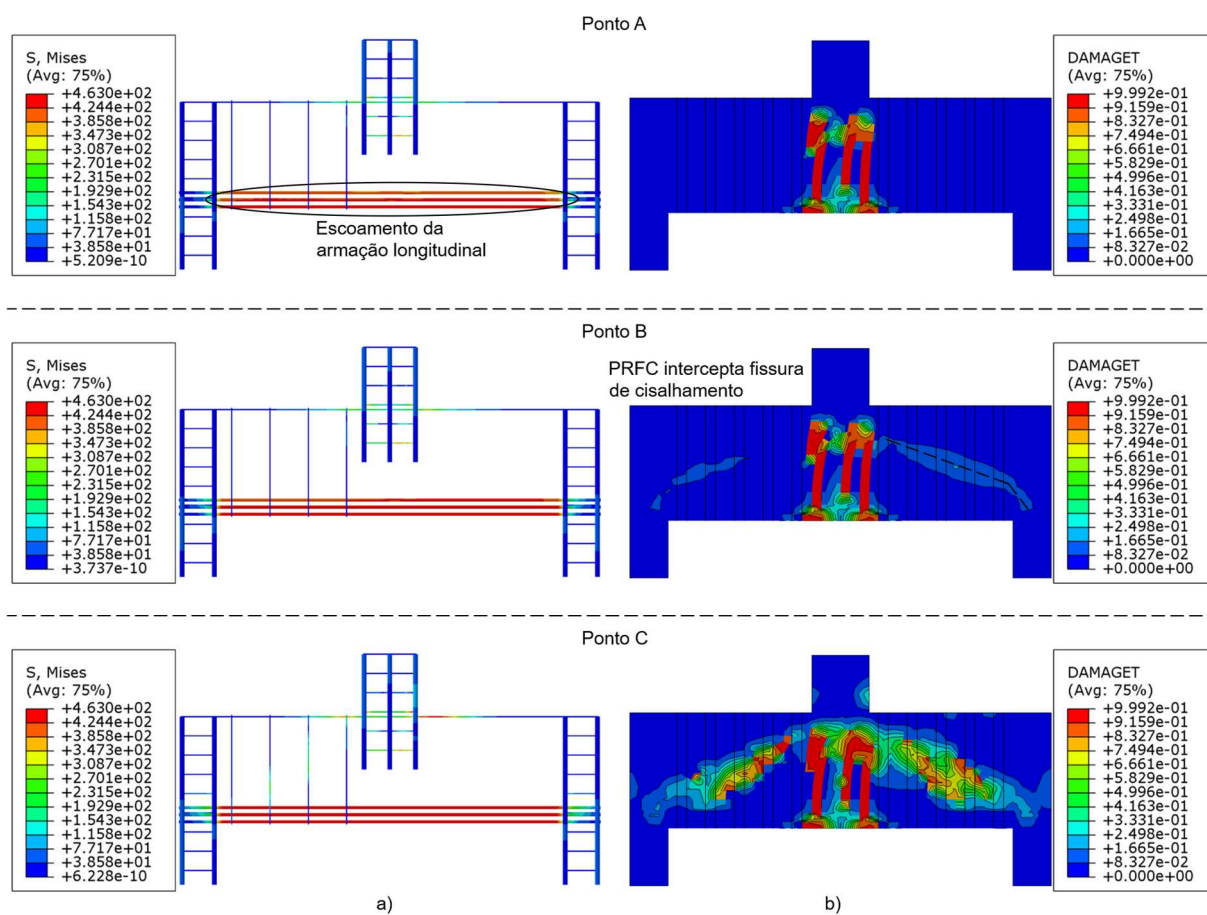 Ponto A
S, Mises
(Avg: 75%)
+4.630e+02
+4.244e+02
+3.858e+02
+3.473e+02
+3.087e+02
+2.701e+02
+2.315e+02
+1.929e+02
+1.543e+02
+1.158e+02
+7.717e+01
+3.858e+01
+5.209e-10
Escoamento da
armação longitudinal
DAMAGET
(Avg: 75%)
+9.992e-01
+9.159e-01
+8.327e-01
+7.494e-01
+6.661e-01
+5.829e-01
+4.996e-01
+4.163e-01
+3.331e-01
+2.498e-01
+1.665e-01
+8.327e-02
+0.000e+00
Ponto B
S, Mises
(Avg: 75%)
+4.630e+02
+4.244e+02
+3.858e+02
+3.473e+02
+3.087e+02
+2.701e+02
+2.315e+02
+1.929e+02
+1.543e+02
+1.158e+02
+7.717e+01
+3.858e+01
+3.737e-10
PRFC intercepta fissura
de cisalhamento
DAMAGET
(Avg: 75%)
+9.992e-01
+9.159e-01
+8.327e-01
+7.494e-01
+6.661e-01
+5.829e-01
+4.996e-01
+4.163e-01
+3.331e-01
+2.498e-01
+1.665e-01
+8.327e-02
+0.000e+00
Ponto C
S, Mises
(Avg: 75%)
+4.630e+02
+4.244e+02
+3.858e+02
+3.473e+02
+3.087e+02
+2.701e+02
+2.315e+02
+1.929e+02
+1.543e+02
+1.158e+02
+7.717e+01
+3.858e+01
+6.228e-10
DAMAGET
(Avg: 75%)
+9.992e-01
+9.159e-01
+8.327e-01
+7.494e-01
+6.661e-01
+5.829e-01
+4.996e-01
+4.163e-01
+3.331e-01
+2.498e-01
+1.665e-01
+8.327e-02
+0.000e+00
a)
b)